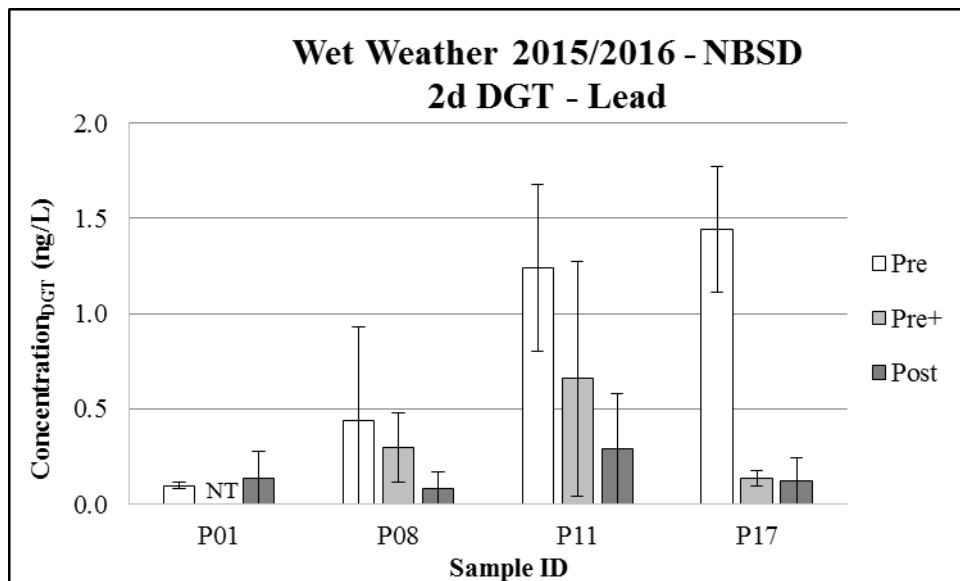 Wet Weather 2015/2016 - NBSD
2d DGT - Lead
Concentration_DGT (ng/L)
2.0
1.5
1.0
0.5
0.0
NT
P01 P08 P11 P17
Sample ID
Pre
Pre+
Post